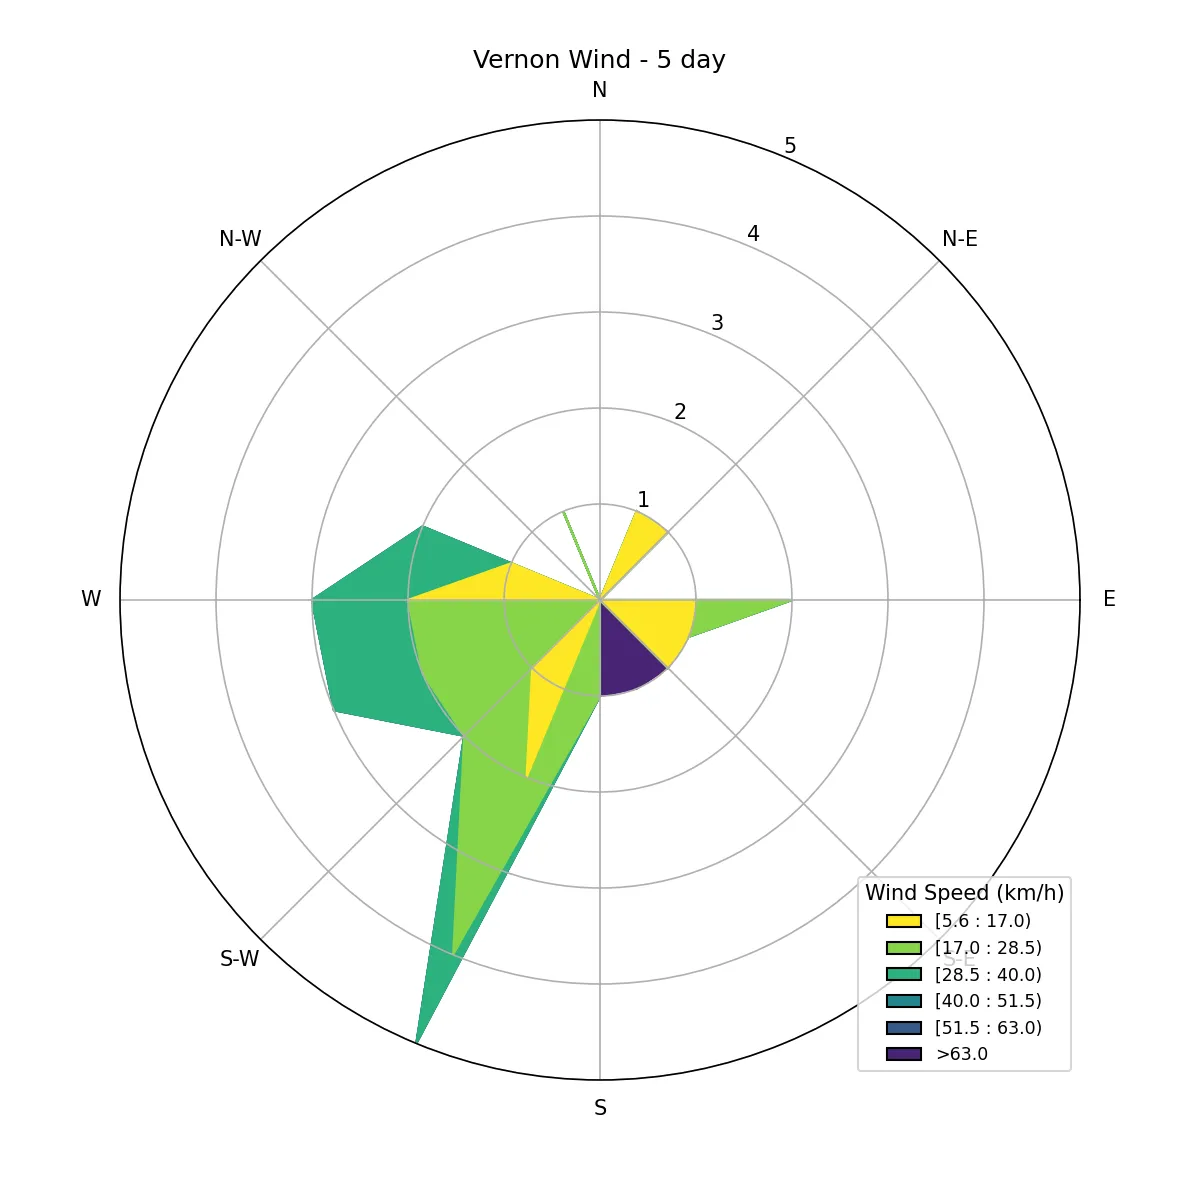 Vernon Wind - 5 day
N
5
N-W
4
N-E
3
2
1
W
E
S-W
S-E
S
Wind Speed (km/h)
[5.6 : 17.0)
[17.0 : 28.5)
[28.5 : 40.0)
[40.0 : 51.5)
[51.5 : 63.0)
>63.0